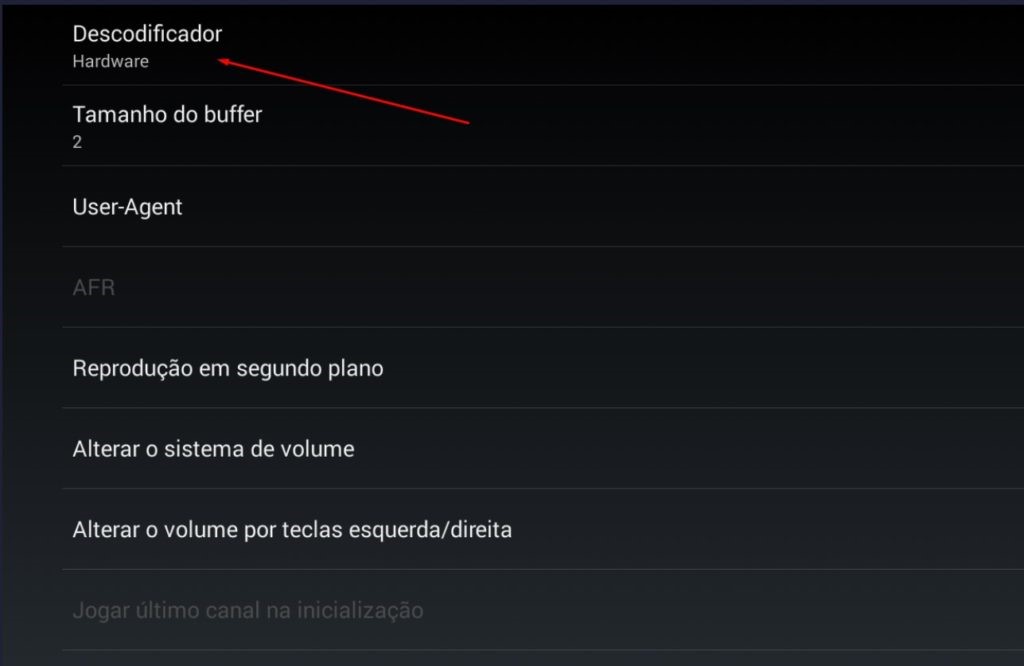 Descodificador
Hardware
Tamanho do buffer
2
User-Agent
AFR
Reprodução em segundo plano
Alterar o sistema de volume
Alterar o volume por teclas esquerda/direita
Jogar último canal na inicialização